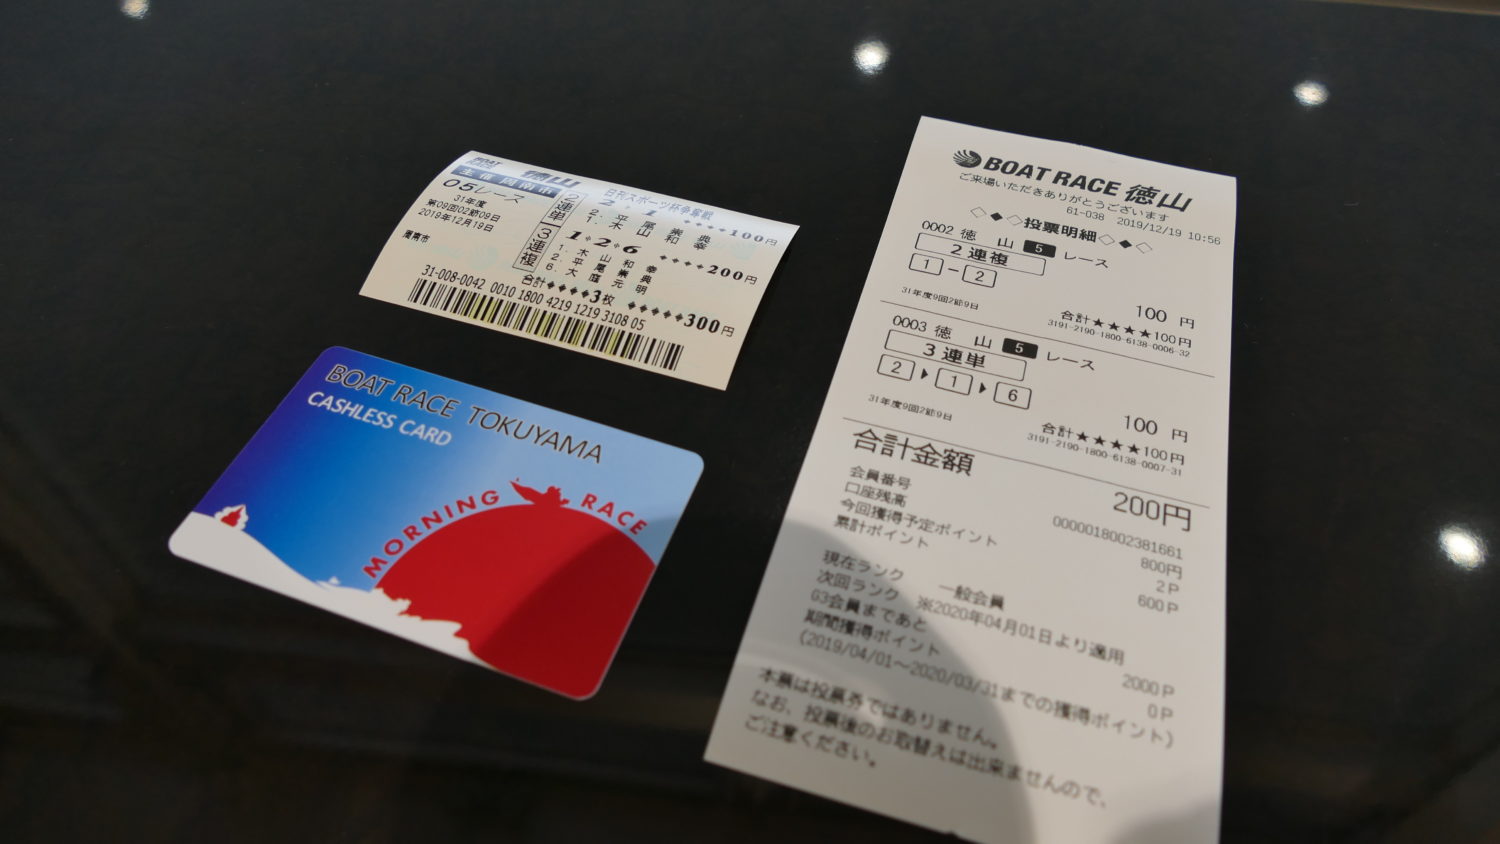 BOAT RACE
徳山
日刊スポーツ杯争奪戦
主催 周南市
05レース
31年度
第09回02節09日
2019年12月19日
周南市
2連単
2-1 ◆◆◆◆100円
2. 平尾崇典
1. 木山和幸
3連複
1+2+6 ◆◆◆◆200円
1. 木山和幸
2. 平尾崇典
6. 大庭元明
合計◆◆◆◆3枚 ◆◆◆◆◆300円
31-008-0042 0010 1800 4219 1219 3108 05
BOAT RACE TOKUYAMA
CASHLESS CARD
MORNING RACE
BOAT RACE 徳山
ご来場いただきありがとうございます
61-038 2019/12/19 10:56
◇◆◇投票明細◇◆◇
0002 徳 山 5 レース
2連複
1-2
100 円
31年度9回2節9日 合計★★★★100円
3191-2190-1800-6138-0006-32
0003 徳 山 5 レース
3連単
2▶1▶6
100 円
31年度9回2節9日 合計★★★★100円
3191-2190-1800-6138-0007-31
合計金額 200円
会員番号 0000018002381661
口座残高 800円
今回獲得予定ポイント 2P
累計ポイント 600P
現在ランク 一般会員
次回ランク ※2020年04月01日より適用
G3会員まであと 2000P
期間獲得ポイント 0P
(2019/04/01～2020/03/31までの獲得ポイント)
本票は投票券ではありません。
なお、投票後のお取替えは出来ませんので、
ご注意ください。